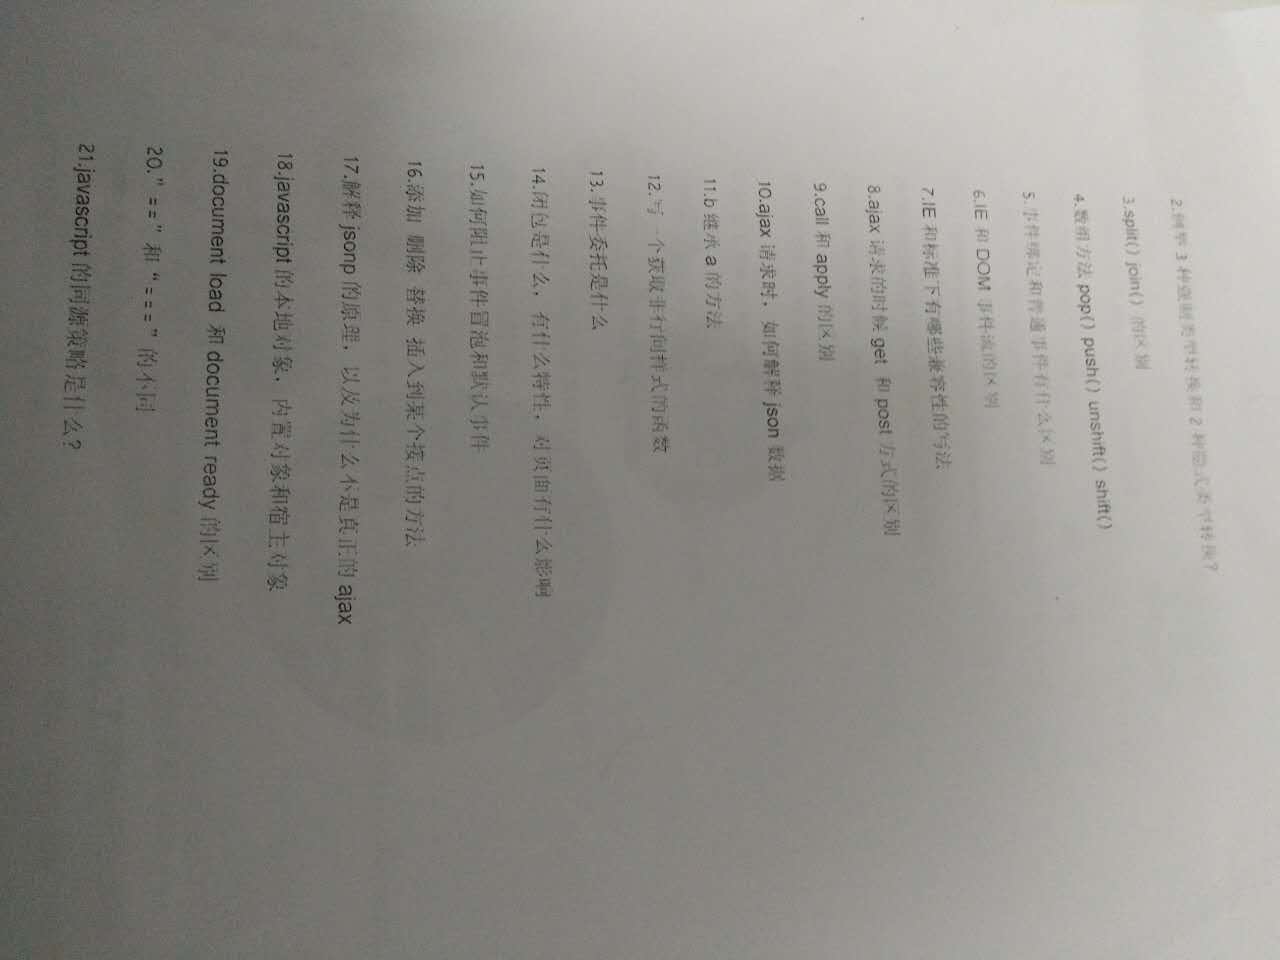 2.列举 3 种强制类型转换和 2 种隐式类型转换?
3.split() join() 的区别
4.数组方法 pop() push() unshift() shift()
5.事件绑定和普通事件有什么区别
6.IE 和 DOM 事件流的区别
7.IE 和标准下有哪些兼容性的写法
8.ajax 请求的时候 get 和 post 方式的区别
9.call 和 apply 的区别
10.ajax 请求时，如何解释 json 数据
11.b 继承 a 的方法
12.写一个获取非行间样式的函数
13.事件委托是什么
14.闭包是什么，有什么特性，对页面有什么影响
15.如何阻止事件冒泡和默认事件
16.添加 删除 替换 插入到某个接点的方法
17.解释 jsonp 的原理，以及为什么不是真正的 ajax
18.javascript 的本地对象，内置对象和宿主对象
19.document load 和 document ready 的区别
20.”==”和“===”的不同
21.javascript 的同源策略是什么?